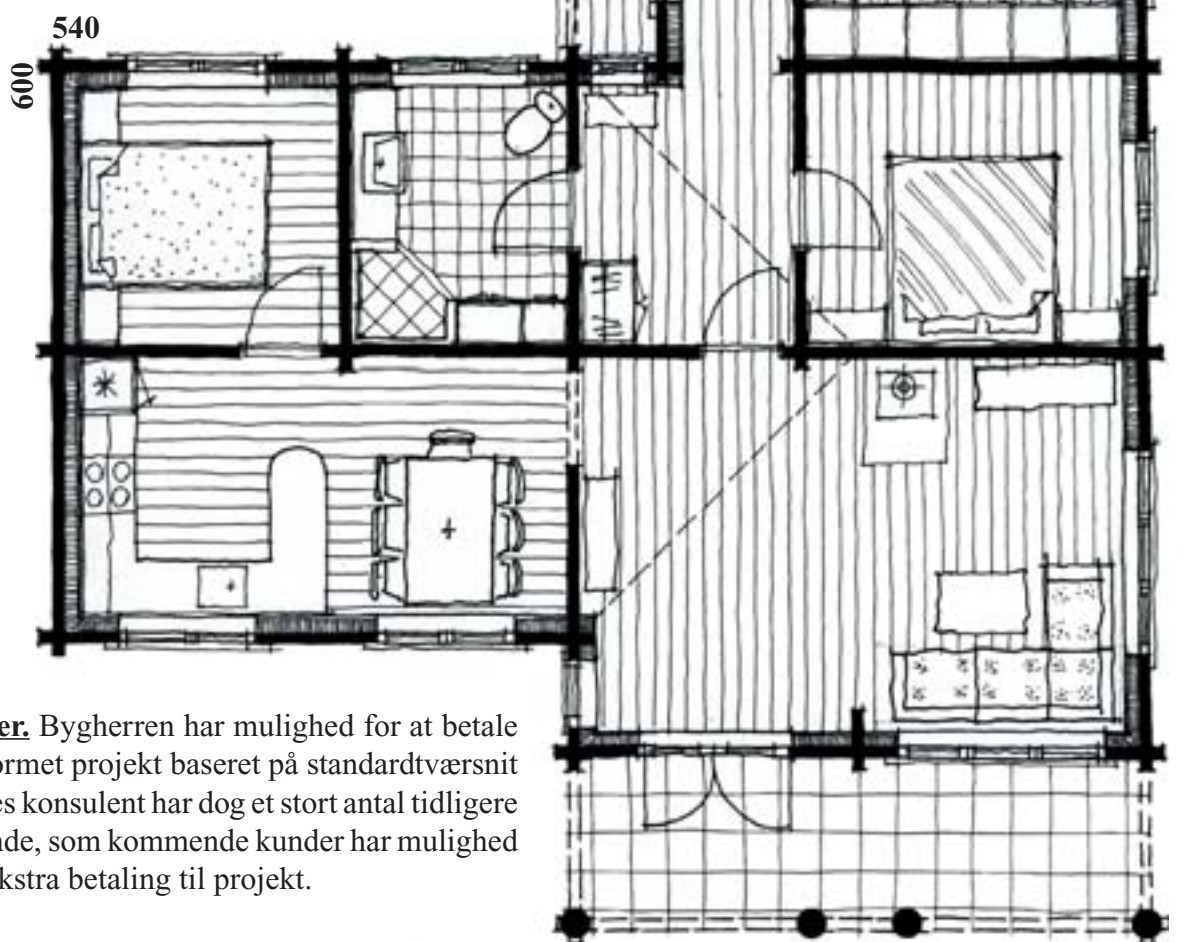 540
600
er. Bygherren har mulighed for at betale
ormet projekt baseret på standardtværsnit
es konsulent har dog et stort antal tidligere
nde, som kommende kunder har mulighed
kstra betaling til projekt.